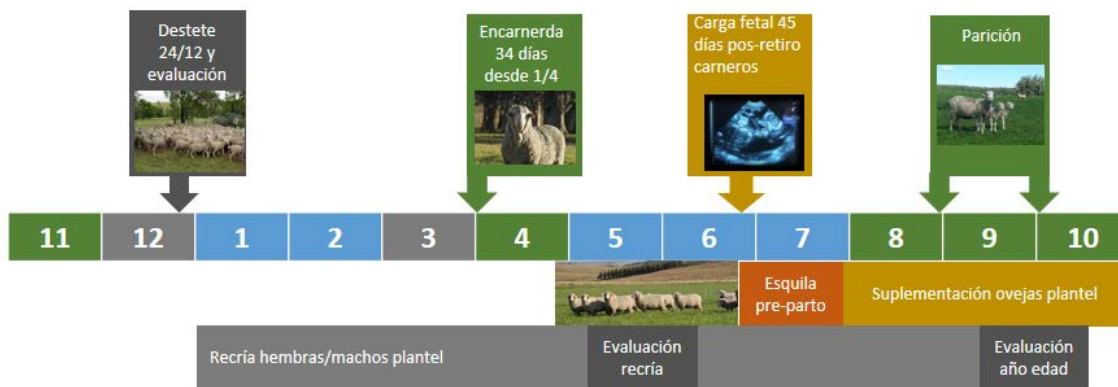 Destete
24/12 y
evaluación
Encarnerda
34 días
desde 1/4
Carga fetal 45
días pos-retiro
carneros
Parición
11 12 1 2 3 4 5 6 7 8 9 10
Esquila
pre-parto
Suplementación ovejas plantel
Recría hembras/machos plantel
Evaluación
recría
Evaluación
año edad